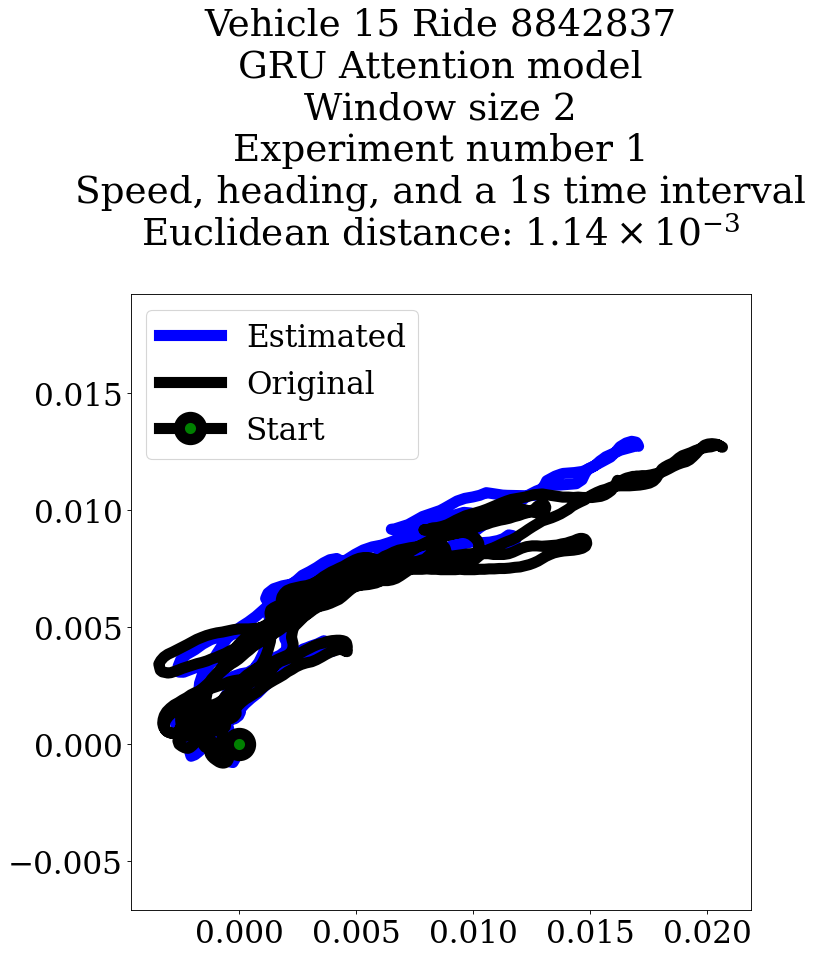 Vehicle 15 Ride 8842837
GRU Attention model
Window size 2
Experiment number 1
Speed, heading, and a 1s time interval
Euclidean distance: 1.14 × 10⁻³
Estimated
Original
Start
0.015
0.010
0.005
0.000
−0.005
0.000 0.005 0.010 0.015 0.020